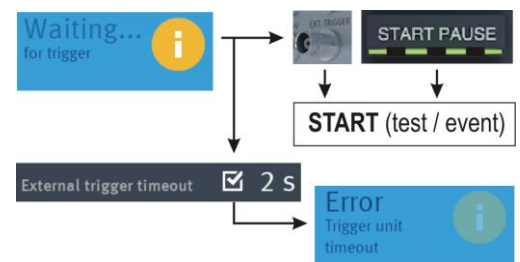 Waiting...
for trigger
EXT. TRIGGER
START PAUSE
START (test / event)
External trigger timeout 2 s
Error
Trigger unit
timeout